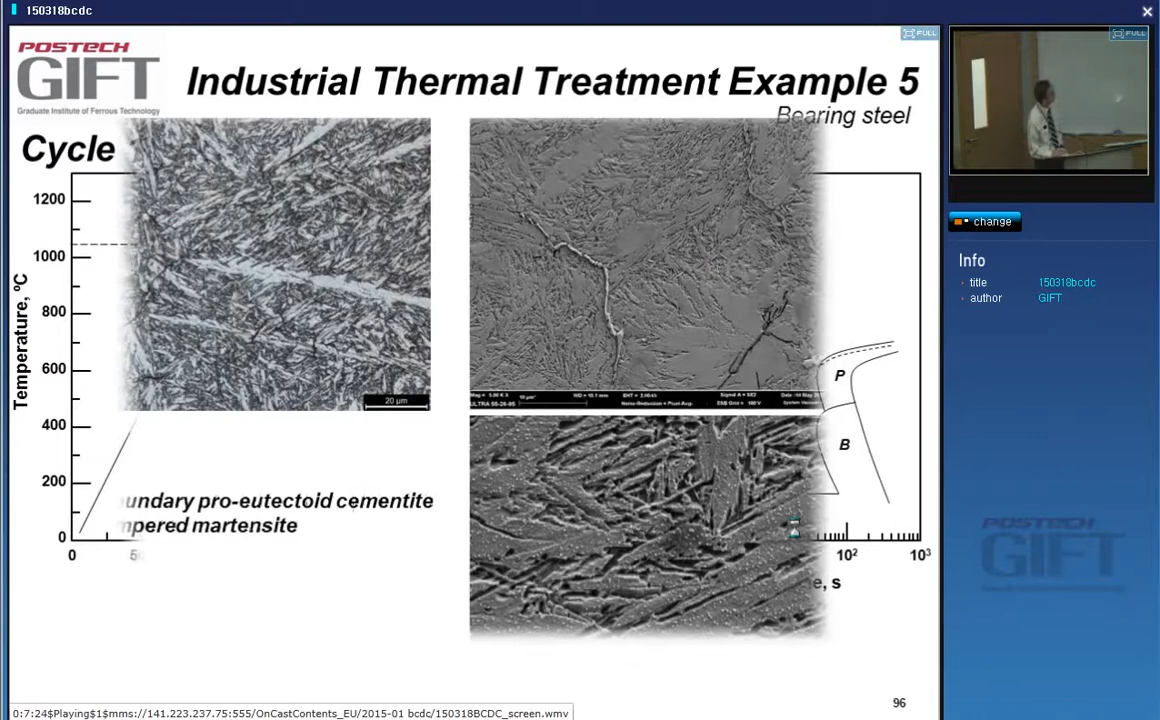 150318bcdc
POSTECH
GIFT
Graduate Institute of Ferrous Technology
Industrial Thermal Treatment Example 5
Bearing steel
FULL
FULL
Cycle
Temperature, ºC
1200
1000
800
600
400
200
0
0
20 µm
P
B
10²
10³
e, s
oundary pro-eutectoid cementite
mpered martensite
96
change
Info
title 150318bcdc
author GIFT
POSTECH
GIFT
0:7:24$Playing$1$mms://141.223.237.75:555/OnCastContents_EU/2015-01 bcdc/150318BCDC_screen.wmv